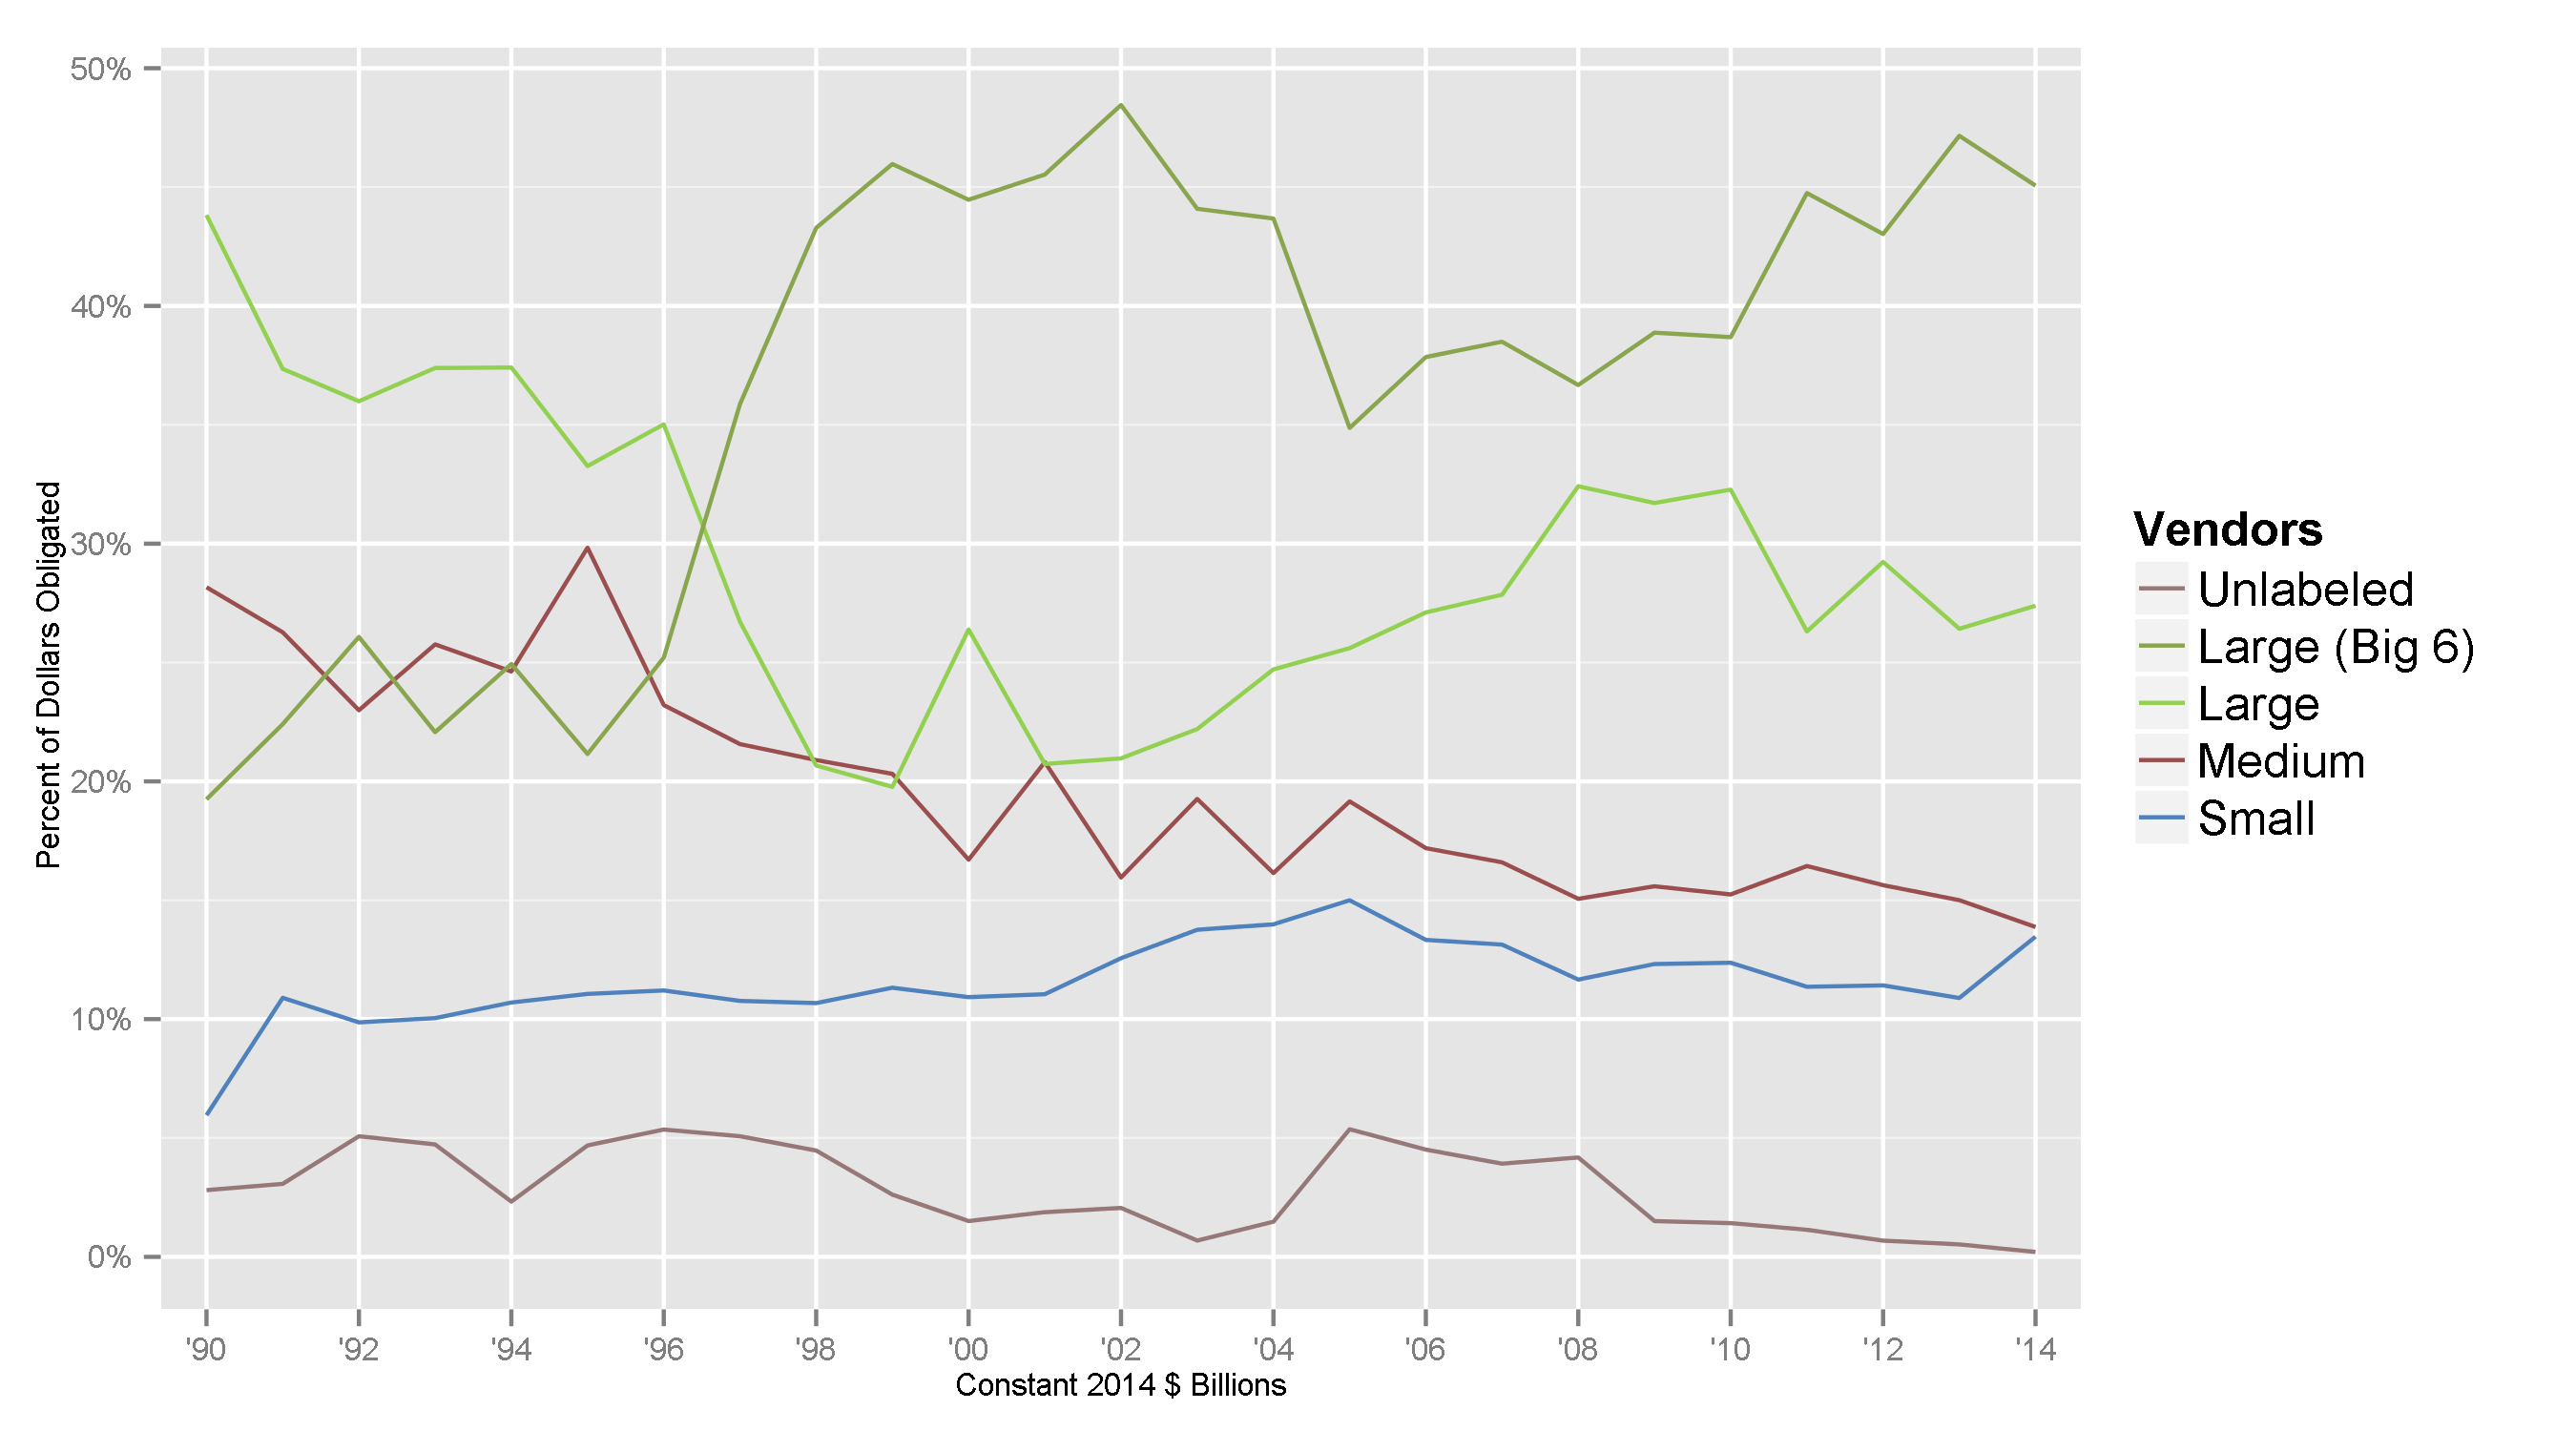 50%
40%
30%
20%
10%
0%
Percent of Dollars Obligated
'90 '92 '94 '96 '98 '00 '02 '04 '06 '08 '10 '12 '14
Constant 2014 $ Billions
Vendors
Unlabeled
Large (Big 6)
Large
Medium
Small